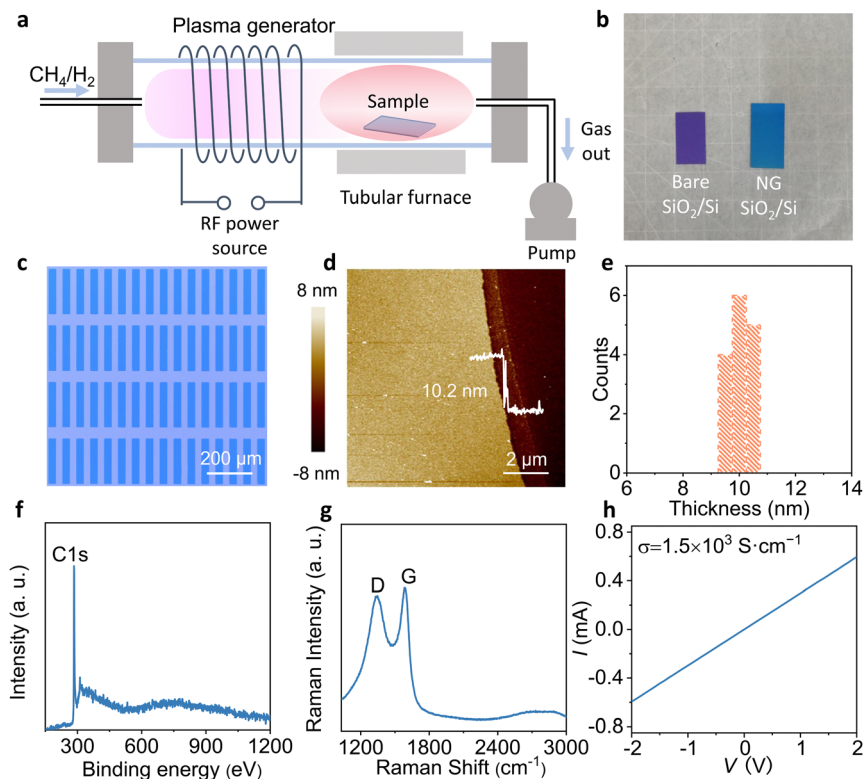 a
Plasma generator
CH₄/H₂
Sample
Gas
out
Tubular furnace
RF power
source
Pump
b
Bare
SiO₂/Si
NG
SiO₂/Si
c
200 μm
d
8 nm
-8 nm
10.2 nm
2 μm
e
Counts
6
4
2
0
6
8
10
12
14
Thickness (nm)
f
C1s
Intensity (a. u.)
300
600
900
1200
Binding energy (eV)
g
D
G
Raman Intensity (a. u.)
1200
1800
2400
3000
Raman Shift (cm⁻¹)
h
σ=1.5×10³ S·cm⁻¹
I (mA)
0.8
0.4
0.0
-0.4
-0.8
-2
-1
0
1
2
V (V)